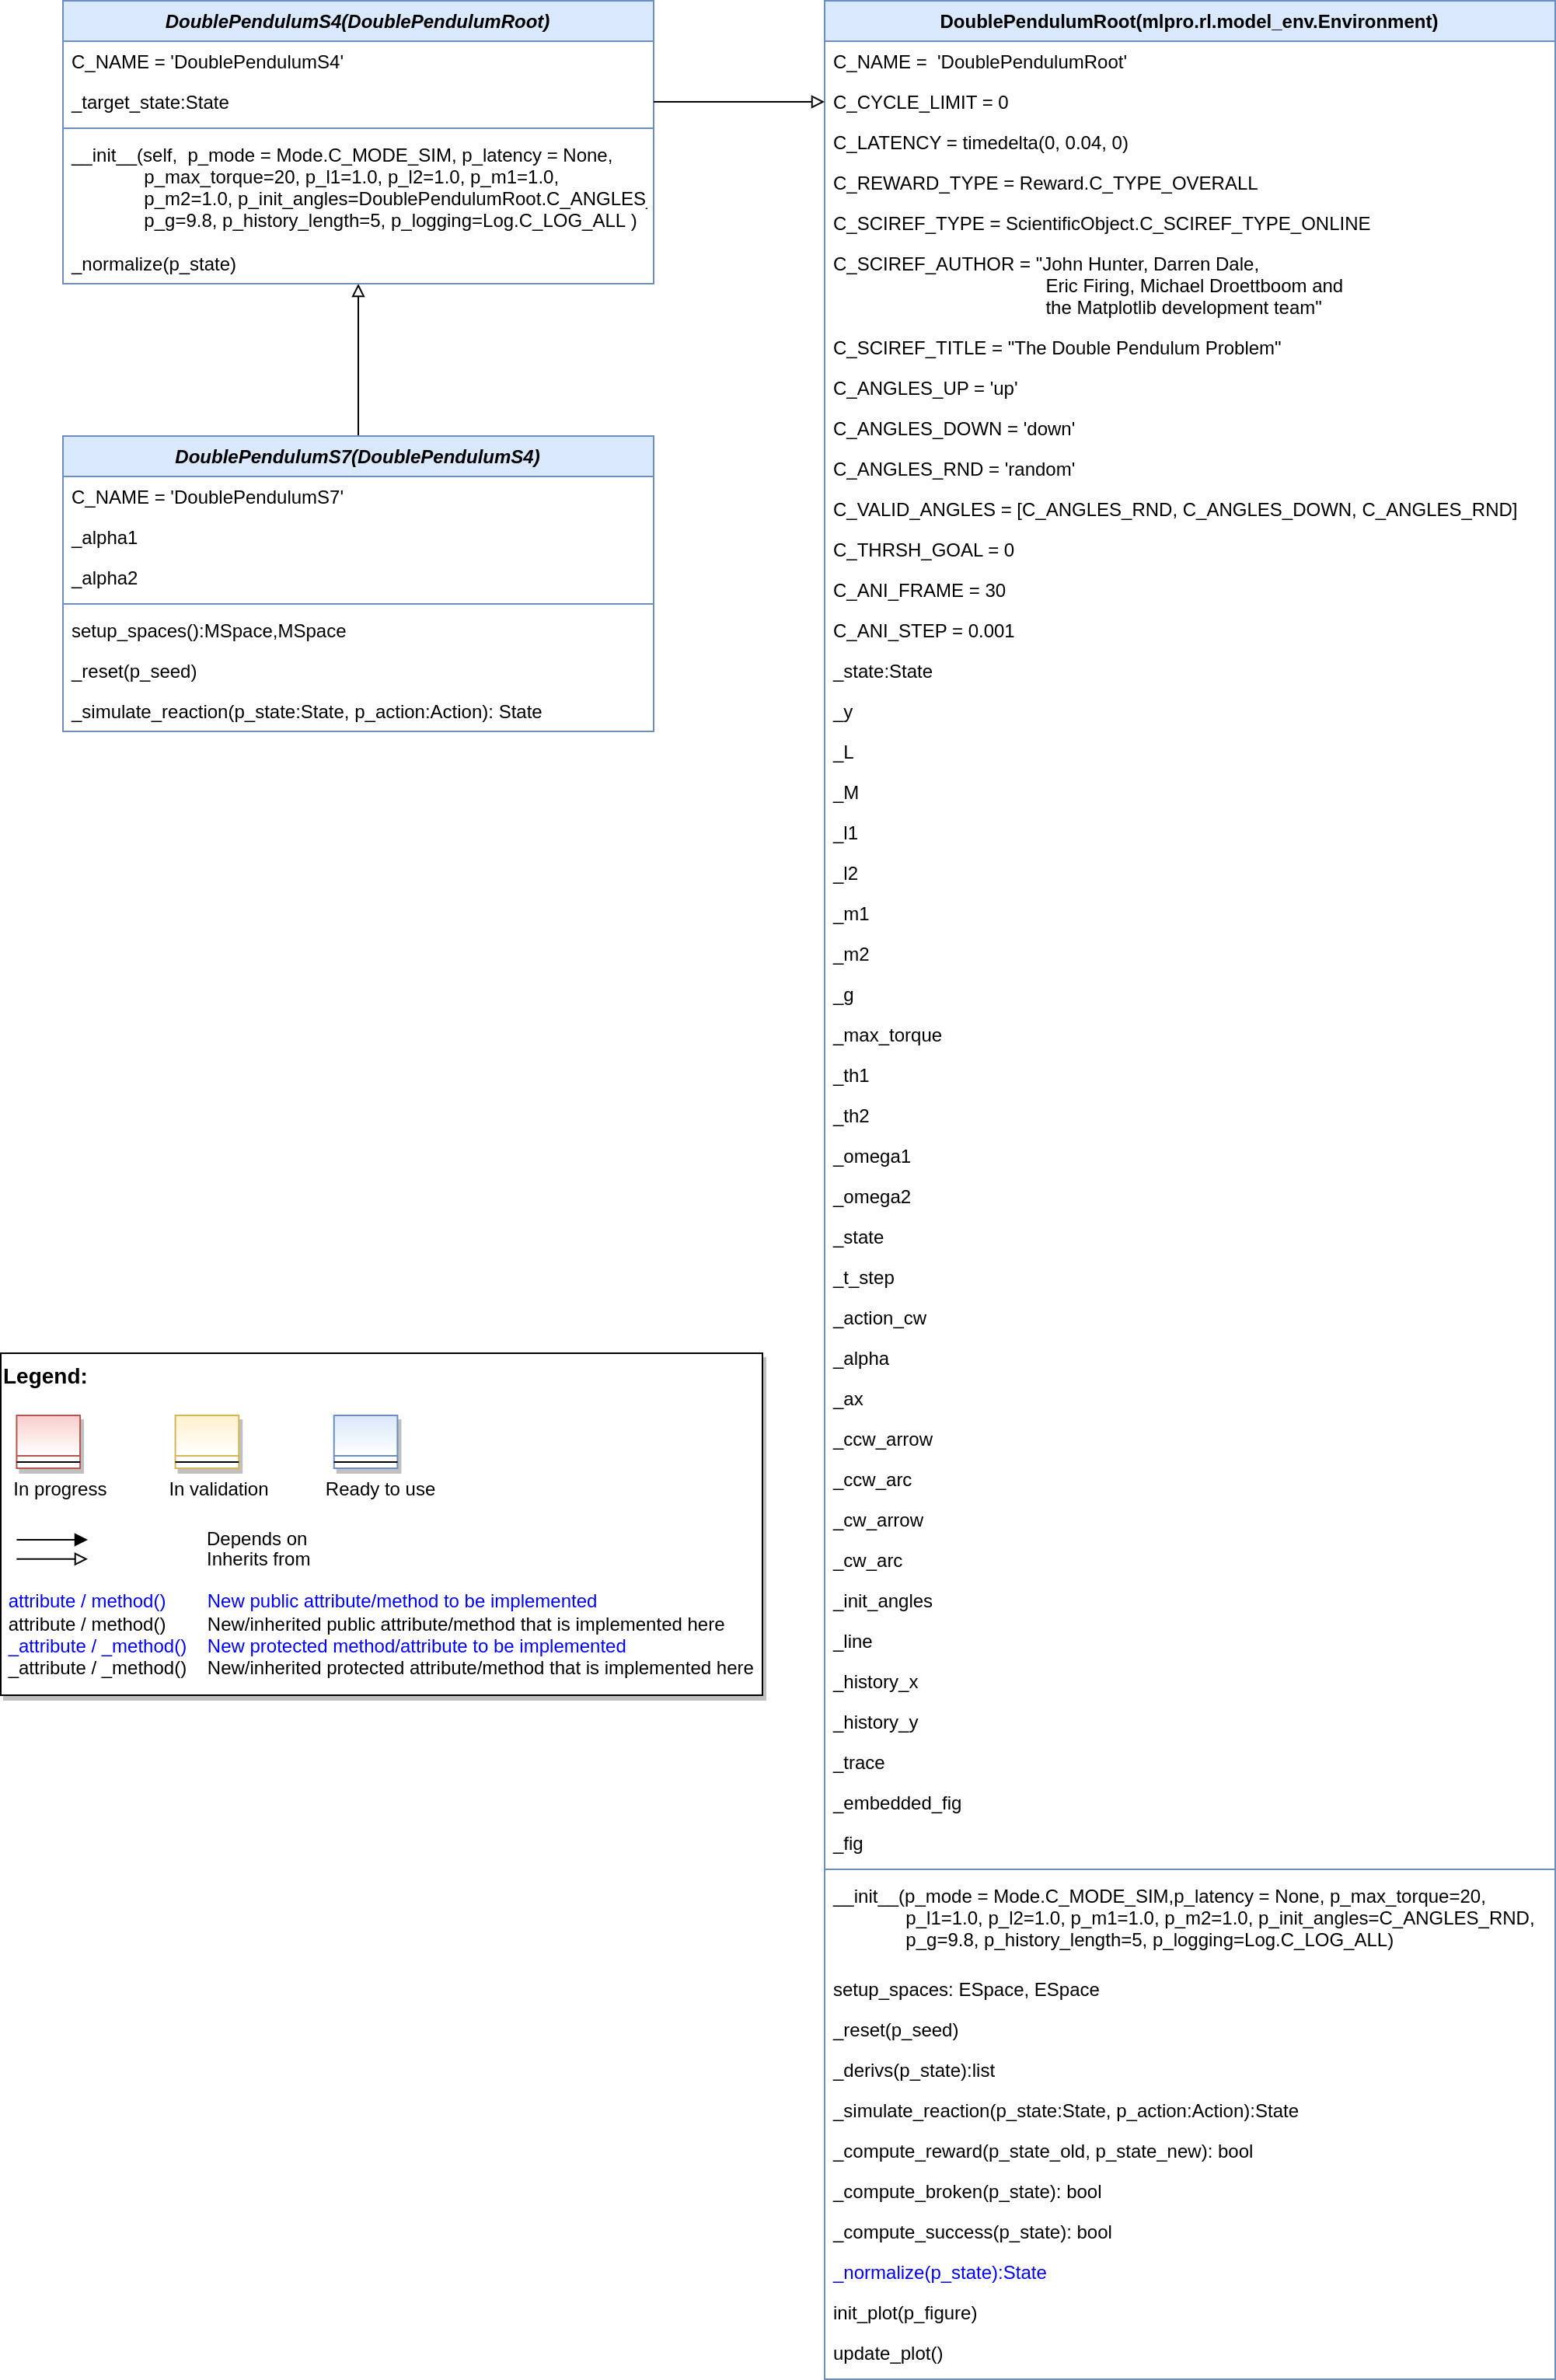 DoublePendulumS4(DoublePendulumRoot)
C_NAME = 'DoublePendulumS4'
_target_state:State
__init__(self,  p_mode = Mode.C_MODE_SIM, p_latency = None,
p_max_torque=20, p_l1=1.0, p_l2=1.0, p_m1=1.0,
p_m2=1.0, p_init_angles=DoublePendulumRoot.C_ANGLES_
p_g=9.8, p_history_length=5, p_logging=Log.C_LOG_ALL )
_normalize(p_state)
DoublePendulumS7(DoublePendulumS4)
C_NAME = 'DoublePendulumS7'
_alpha1
_alpha2
setup_spaces():MSpace,MSpace
_reset(p_seed)
_simulate_reaction(p_state:State, p_action:Action): State
DoublePendulumRoot(mlpro.rl.model_env.Environment)
C_NAME =  'DoublePendulumRoot'
C_CYCLE_LIMIT = 0
C_LATENCY = timedelta(0, 0.04, 0)
C_REWARD_TYPE = Reward.C_TYPE_OVERALL
C_SCIREF_TYPE = ScientificObject.C_SCIREF_TYPE_ONLINE
C_SCIREF_AUTHOR = "John Hunter, Darren Dale,
Eric Firing, Michael Droettboom and
the Matplotlib development team"
C_SCIREF_TITLE = "The Double Pendulum Problem"
C_ANGLES_UP = 'up'
C_ANGLES_DOWN = 'down'
C_ANGLES_RND = 'random'
C_VALID_ANGLES = [C_ANGLES_RND, C_ANGLES_DOWN, C_ANGLES_RND]
C_THRSH_GOAL = 0
C_ANI_FRAME = 30
C_ANI_STEP = 0.001
_state:State
_y
_L
_M
_l1
_l2
_m1
_m2
_g
_max_torque
_th1
_th2
_omega1
_omega2
_state
_t_step
_action_cw
_alpha
_ax
_ccw_arrow
_ccw_arc
_cw_arrow
_cw_arc
_init_angles
_line
_history_x
_history_y
_trace
_embedded_fig
_fig
__init__(p_mode = Mode.C_MODE_SIM,p_latency = None, p_max_torque=20,
p_l1=1.0, p_l2=1.0, p_m1=1.0, p_m2=1.0, p_init_angles=C_ANGLES_RND,
p_g=9.8, p_history_length=5, p_logging=Log.C_LOG_ALL)
setup_spaces: ESpace, ESpace
_reset(p_seed)
_derivs(p_state):list
_simulate_reaction(p_state:State, p_action:Action):State
_compute_reward(p_state_old, p_state_new): bool
_compute_broken(p_state): bool
_compute_success(p_state): bool
_normalize(p_state):State
init_plot(p_figure)
update_plot()
Legend:
In progress
In validation
Ready to use
Depends on
Inherits from
attribute / method() New public attribute/method to be implemented
attribute / method() New/inherited public attribute/method that is implemented here
_attribute / _method() New protected method/attribute to be implemented
_attribute / _method() New/inherited protected attribute/method that is implemented here